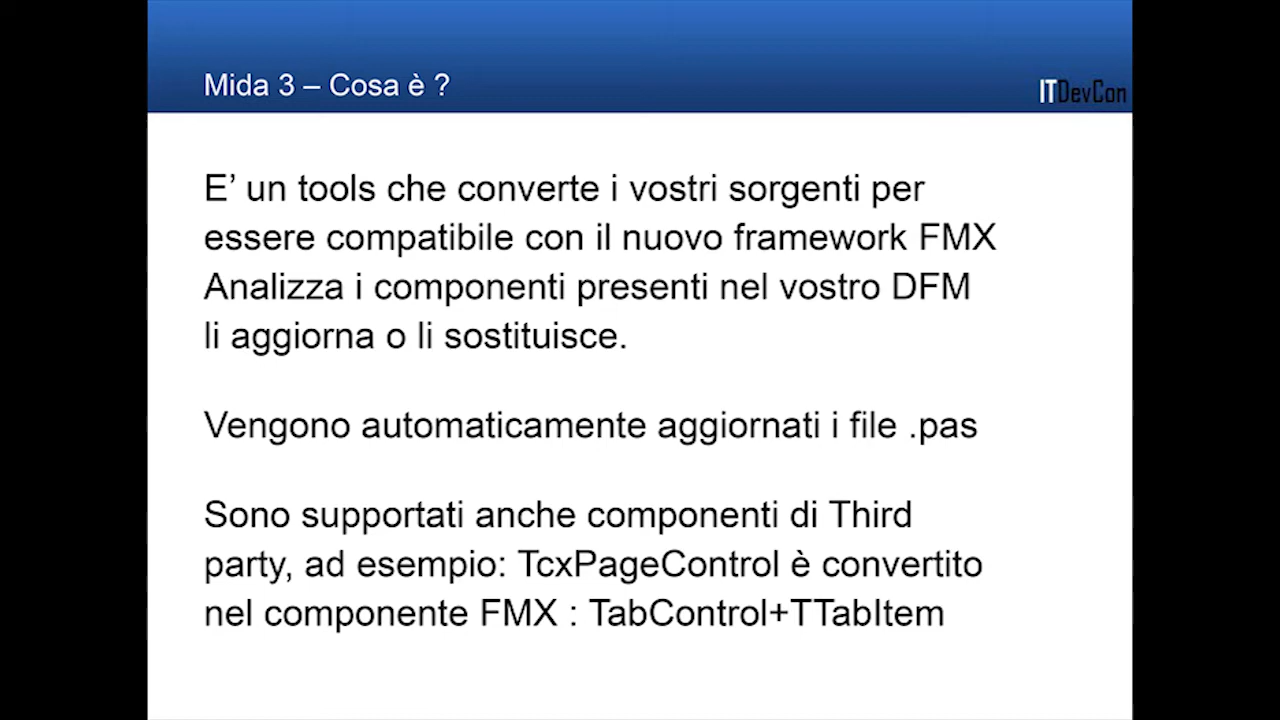 Mida 3 – Cosa è ?
ITDevCon
E’ un tools che converte i vostri sorgenti per
essere compatibile con il nuovo framework FMX
Analizza i componenti presenti nel vostro DFM
li aggiorna o li sostituisce.
Vengono automaticamente aggiornati i file .pas
Sono supportati anche componenti di Third
party, ad esempio: TcxPageControl è convertito
nel componente FMX : TabControl+TTabItem